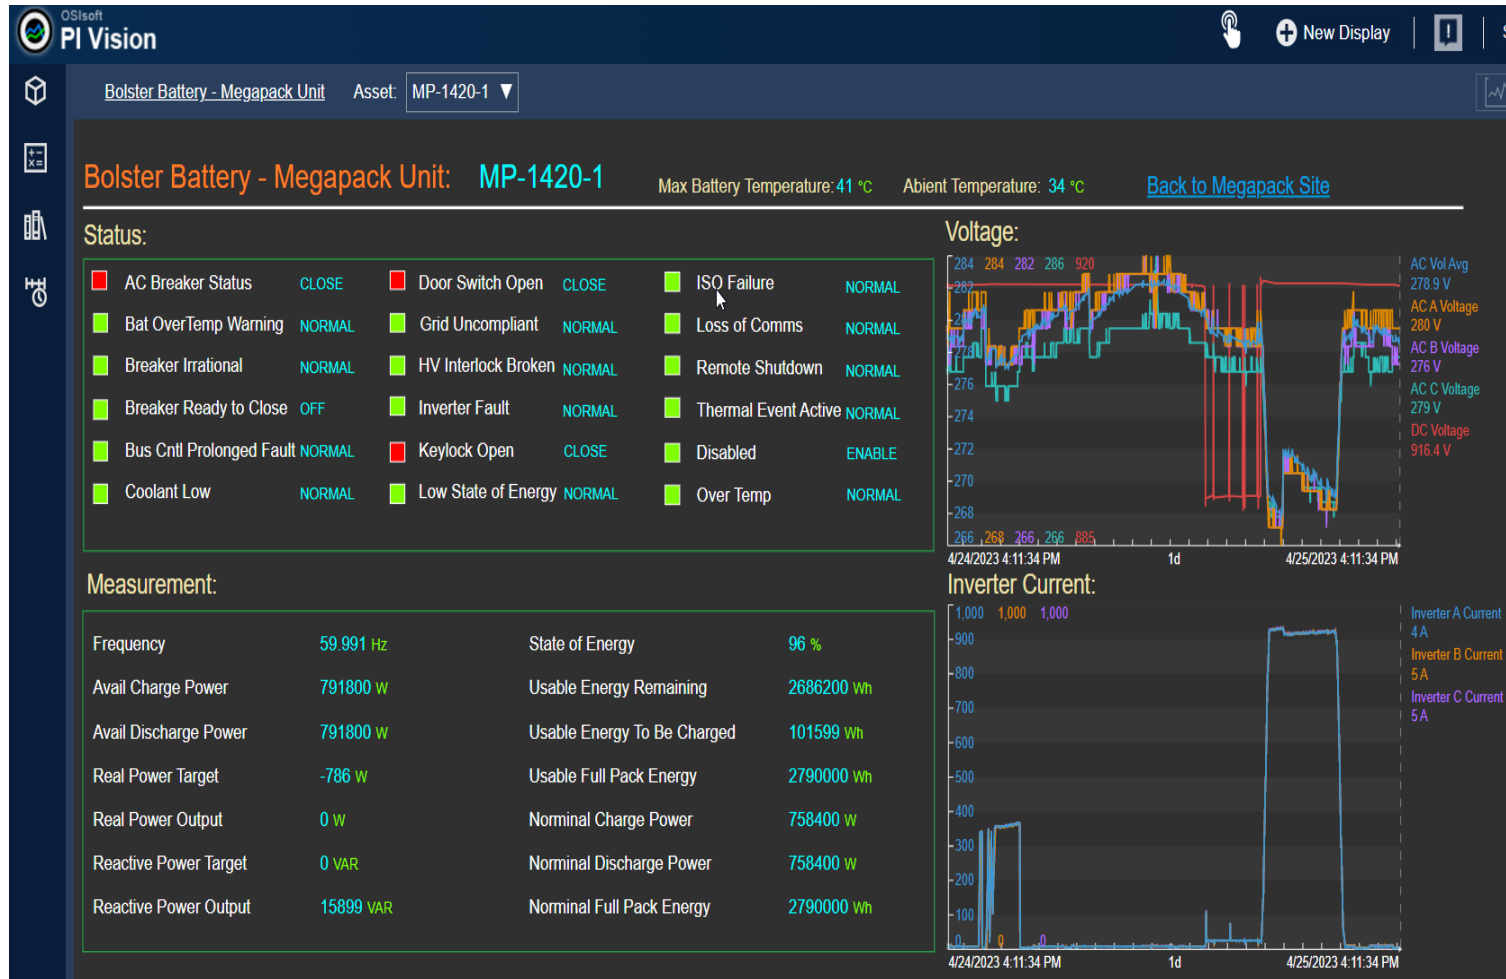 OSIsoft
PI Vision
New Display
Bolster Battery - Megapack Unit Asset: MP-1420-1
Bolster Battery - Megapack Unit: MP-1420-1 Max Battery Temperature: 41 °C Abient Temperature: 34 °C Back to Megapack Site
Status:
AC Breaker Status CLOSE Door Switch Open CLOSE ISO Failure NORMAL
Bat OverTemp Warning NORMAL Grid Uncompliant NORMAL Loss of Comms NORMAL
Breaker Irrational NORMAL HV Interlock Broken NORMAL Remote Shutdown NORMAL
Breaker Ready to Close OFF Inverter Fault NORMAL Thermal Event Active NORMAL
Bus Cntl Prolonged Fault NORMAL Keylock Open CLOSE Disabled ENABLE
Coolant Low NORMAL Low State of Energy NORMAL Over Temp NORMAL
Voltage:
284 284 282 286 920
282
278
276
274
272
270
268
266 268 266 266 885
4/24/2023 4:11:34 PM 1d 4/25/2023 4:11:34 PM
AC Vol Avg
278.9 V
AC A Voltage
280 V
AC B Voltage
276 V
AC C Voltage
279 V
DC Voltage
916.4 V
Measurement:
Frequency 59.991 Hz State of Energy 96 %
Avail Charge Power 791800 W Usable Energy Remaining 2686200 Wh
Avail Discharge Power 791800 W Usable Energy To Be Charged 101599 Wh
Real Power Target -786 W Usable Full Pack Energy 2790000 Wh
Real Power Output 0 W Norminal Charge Power 758400 W
Reactive Power Target 0 VAR Norminal Discharge Power 758400 W
Reactive Power Output 15899 VAR Norminal Full Pack Energy 2790000 Wh
Inverter Current:
1,000 1,000 1,000
900
800
700
600
500
400
300
200
100
0 0 0
4/24/2023 4:11:34 PM 1d 4/25/2023 4:11:34 PM
Inverter A Current
4 A
Inverter B Current
5 A
Inverter C Current
5 A